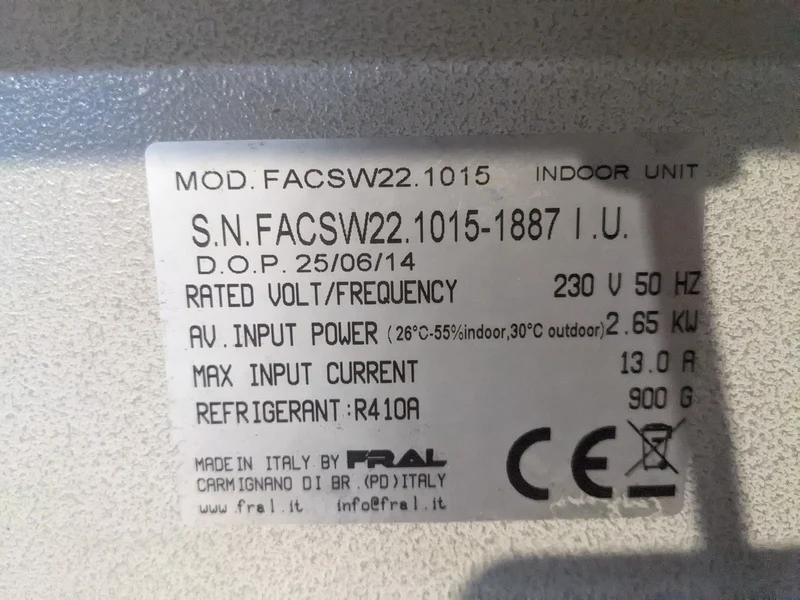 MOD. FACSW22.1015 INDOOR UNIT
S.N.FACSW22.1015-1887 I.U.
D.O.P. 25/06/14
RATED VOLT/FREQUENCY 230 V 50 HZ
AV.INPUT POWER (26°C-55%indoor,30°C outdoor) 2.65 KW
MAX INPUT CURRENT 13.0 A
REFRIGERANT:R410A 900 G
MADE IN ITALY BY FRAL
CARMIGNANO DI BR.(PD)ITALY
www.fral.it info@fral.it
CE